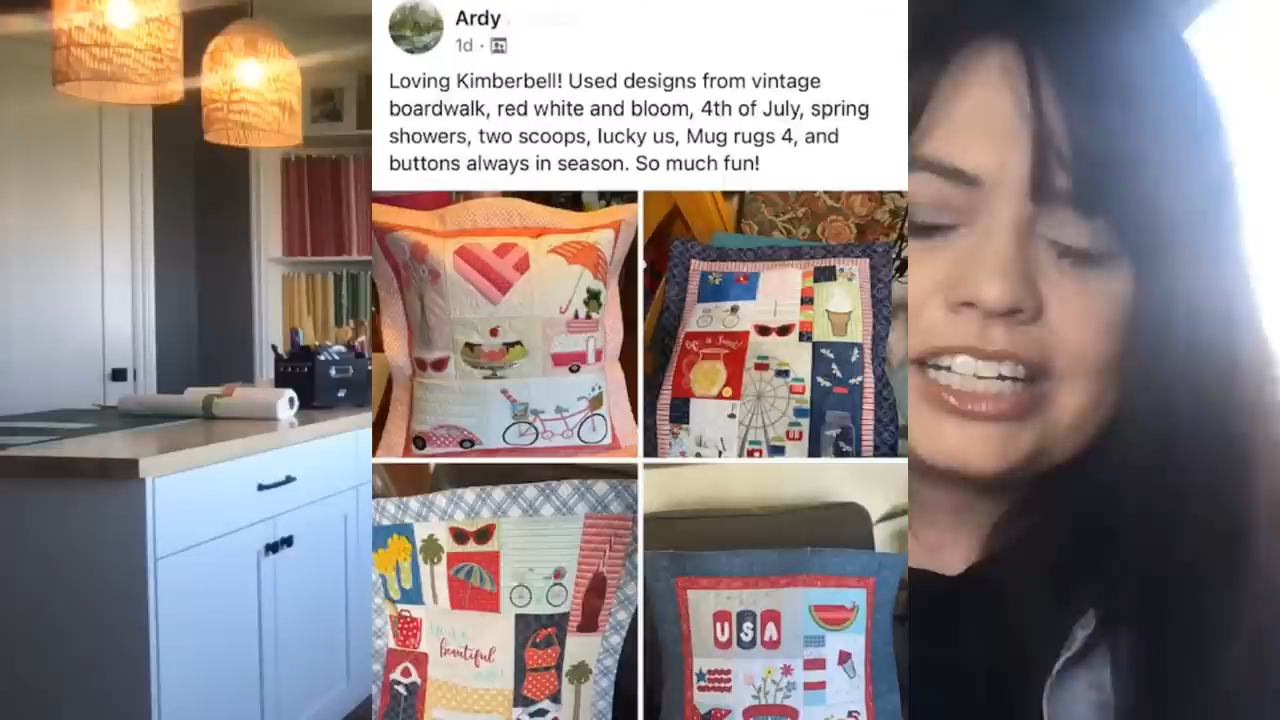 Ardy
1d ·
Loving Kimberbell! Used designs from vintage
boardwalk, red white and bloom, 4th of July, spring
showers, two scoops, lucky us, Mug rugs 4, and
buttons always in season. So much fun!
beautiful
USA